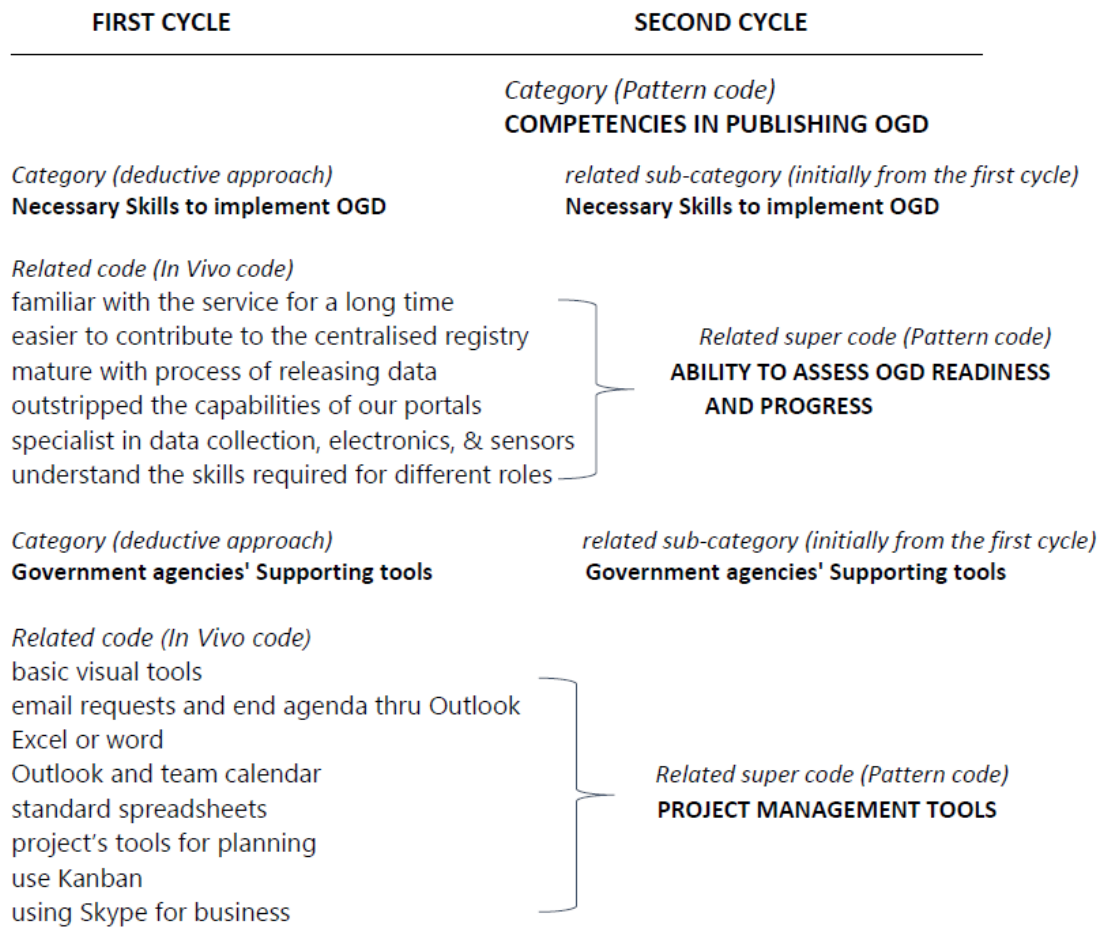 FIRST CYCLE
SECOND CYCLE
Category (Pattern code)
COMPETENCIES IN PUBLISHING OGD
Category (deductive approach)
Necessary Skills to implement OGD
related sub-category (initially from the first cycle)
Necessary Skills to implement OGD
Related code (In Vivo code)
familiar with the service for a long time
easier to contribute to the centralised registry
mature with process of releasing data
outstripped the capabilities of our portals
specialist in data collection, electronics, & sensors
understand the skills required for different roles
Related super code (Pattern code)
ABILITY TO ASSESS OGD READINESS
AND PROGRESS
Category (deductive approach)
Government agencies' Supporting tools
related sub-category (initially from the first cycle)
Government agencies' Supporting tools
Related code (In Vivo code)
basic visual tools
email requests and end agenda thru Outlook
Excel or word
Outlook and team calendar
standard spreadsheets
project’s tools for planning
use Kanban
using Skype for business
Related super code (Pattern code)
PROJECT MANAGEMENT TOOLS